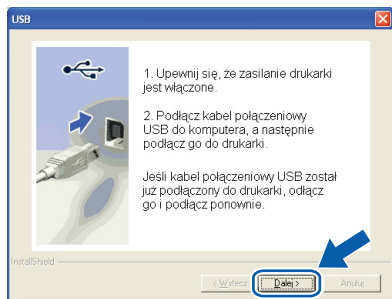 USB
1. Upewnij się, że zasilanie drukarki
jest włączone.
2. Podłącz kabel połączeniowy
USB do komputera, a następnie
podłącz go do drukarki.
Jeśli kabel połączeniowy USB został
już podłączony do drukarki, odłącz
go i podłącz ponownie.
InstallShield
< Wstecz Dalej > Anuluj